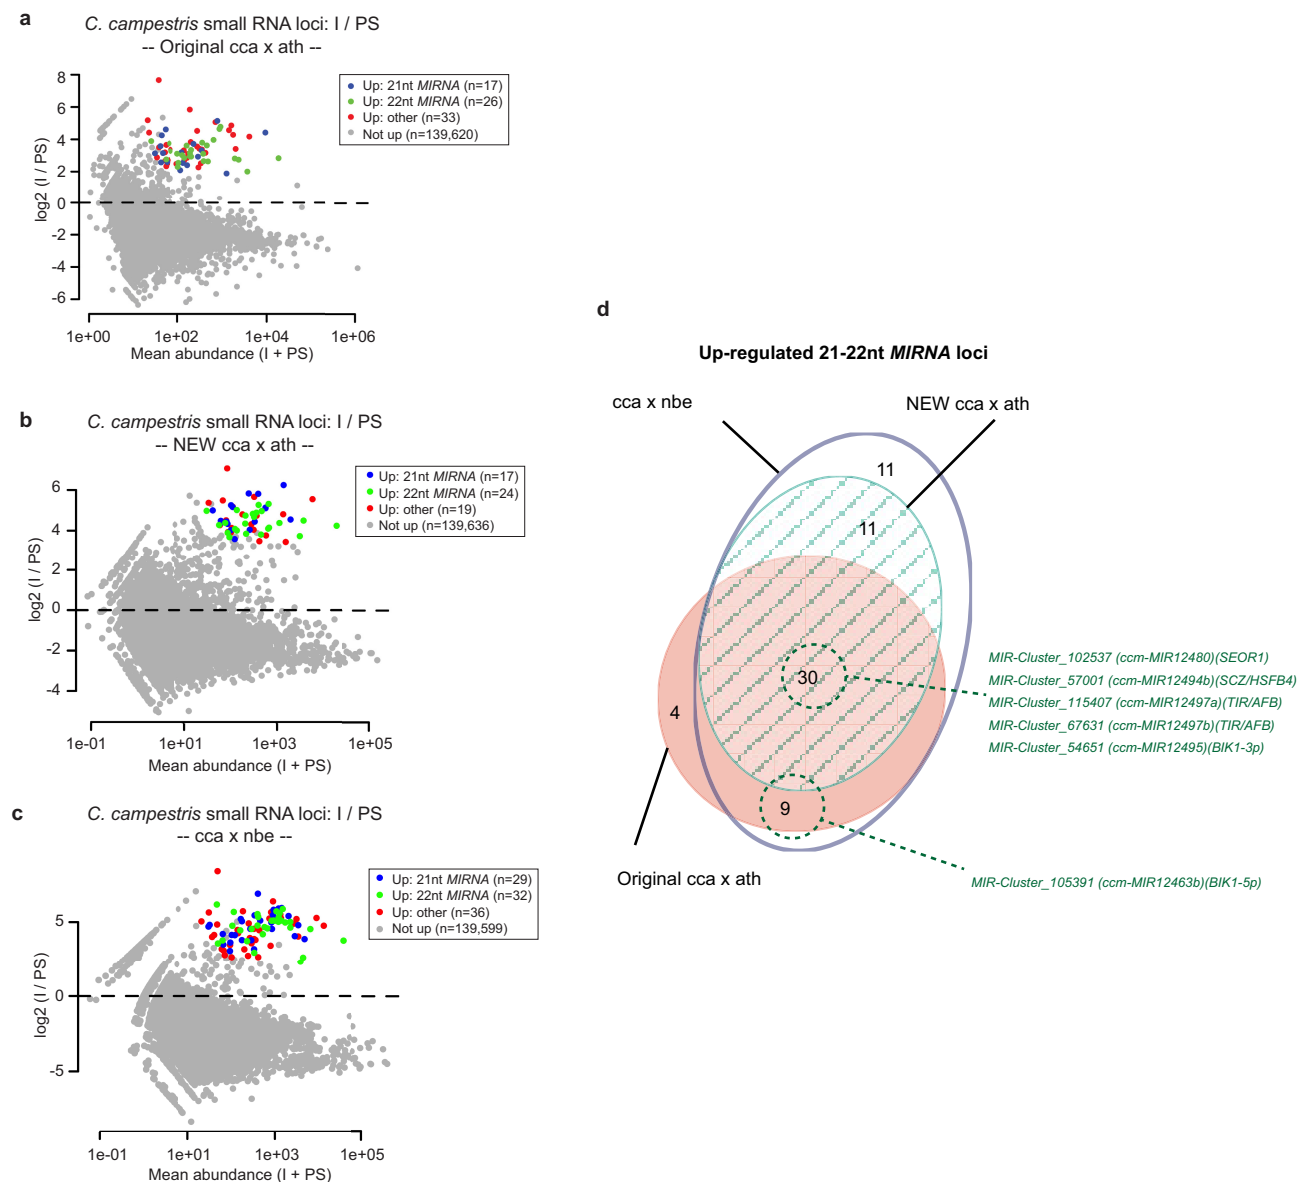 a
C. campestris small RNA loci: I / PS
-- Original cca x ath --
Up: 21nt MIRNA (n=17)
Up: 22nt MIRNA (n=26)
Up: other (n=33)
Not up (n=139,620)
log2 (I / PS)
8
6
4
2
0
-2
-4
-6
1e+00 1e+02 1e+04 1e+06
Mean abundance (I + PS)
b
C. campestris small RNA loci: I / PS
-- NEW cca x ath --
Up: 21nt MIRNA (n=17)
Up: 22nt MIRNA (n=24)
Up: other (n=19)
Not up (n=139,636)
log2 (I / PS)
6
4
2
0
-2
-4
1e-01 1e+01 1e+03 1e+05
Mean abundance (I + PS)
c
C. campestris small RNA loci: I / PS
-- cca x nbe --
Up: 21nt MIRNA (n=29)
Up: 22nt MIRNA (n=32)
Up: other (n=36)
Not up (n=139,599)
log2 (I / PS)
5
0
-5
1e-01 1e+01 1e+03 1e+05
Mean abundance (I + PS)
d
Up-regulated 21-22nt MIRNA loci
cca x nbe
NEW cca x ath
11
11
30
4
9
Original cca x ath
MIR-Cluster_102537 (ccm-MIR12480)(SEOR1)
MIR-Cluster_57001 (ccm-MIR12494b)(SCZ/HSFB4)
MIR-Cluster_115407 (ccm-MIR12497a)(TIR/AFB)
MIR-Cluster_67631 (ccm-MIR12497b)(TIR/AFB)
MIR-Cluster_54651 (ccm-MIR12495)(BIK1-3p)
MIR-Cluster_105391 (ccm-MIR12463b)(BIK1-5p)